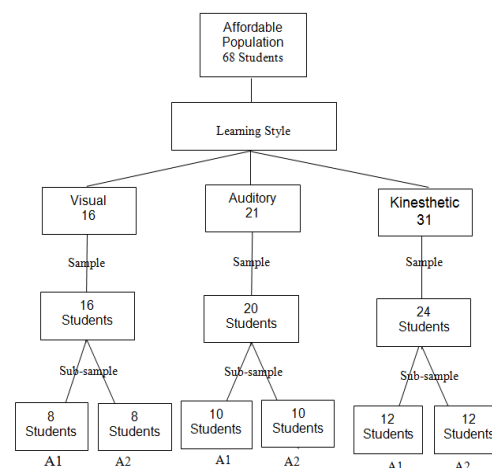 Affordable
Population
68 Students
Learning Style
Visual
16
Auditory
21
Kinesthetic
31
Sample
Sample
Sample
16
Students
20
Students
24
Students
Sub-sample
Sub-sample
Sub-sample
8
Students
8
Students
10
Students
10
Students
12
Students
12
Students
A1
A2
A1
A2
A1
A2